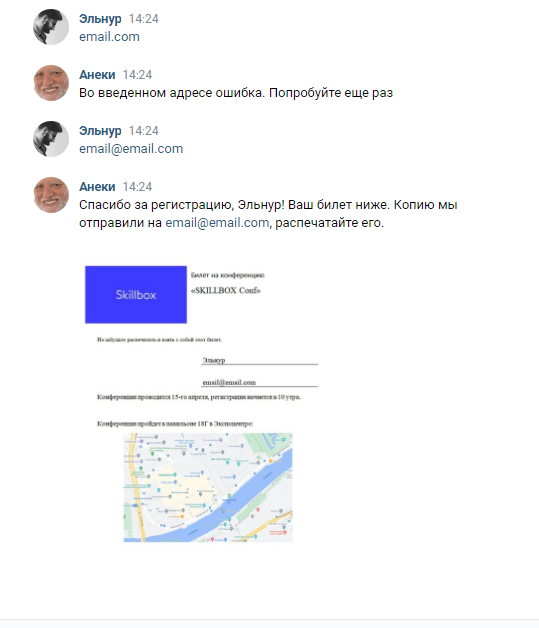 Эльнур 14:24
email.com
Анеки 14:24
Во введенном адресе ошибка. Попробуйте еще раз
Эльнур 14:24
email@email.com
Анеки 14:24
Спасибо за регистрацию, Эльнур! Ваш билет ниже. Копию мы
отправили на email@email.com, распечатайте его.
Skillbox
Билет на конференцию
«SKILLBOX Conf»
Не забудьте распечатать и взять с собой этот билет.
Эльнур
email@email.com
Конференция проводится 15-го апреля, регистрация начнется в 10 утра.
Конференция пройдет в павильоне 18Г в Экспоцентре: